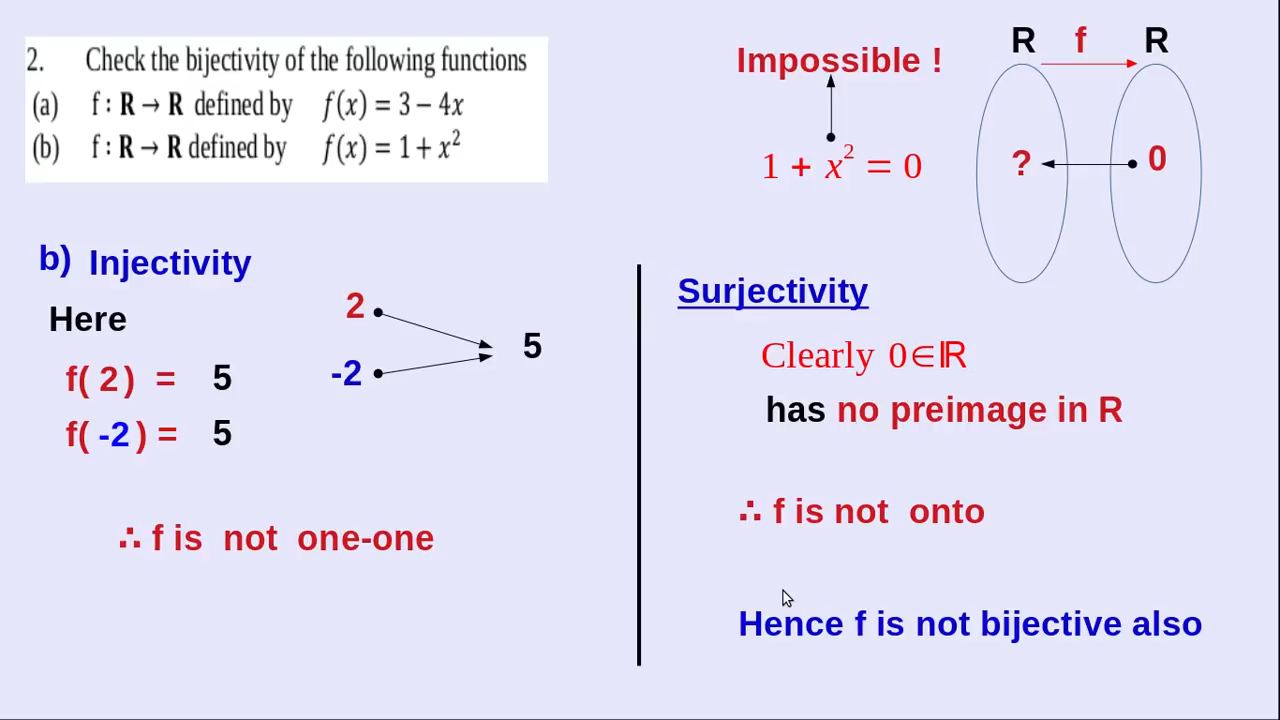 2. Check the bijectivity of the following functions
(a) f : R → R defined by f(x) = 3 − 4x
(b) f : R → R defined by f(x) = 1 + x²
Impossible !
1 + x² = 0
R f R
? 0
b) Injectivity
Here
f( 2 ) = 5
f( -2 ) = 5
2
-2
5
∴ f is not one-one
Surjectivity
Clearly 0∈ℝ
has no preimage in R
∴ f is not onto
Hence f is not bijective also